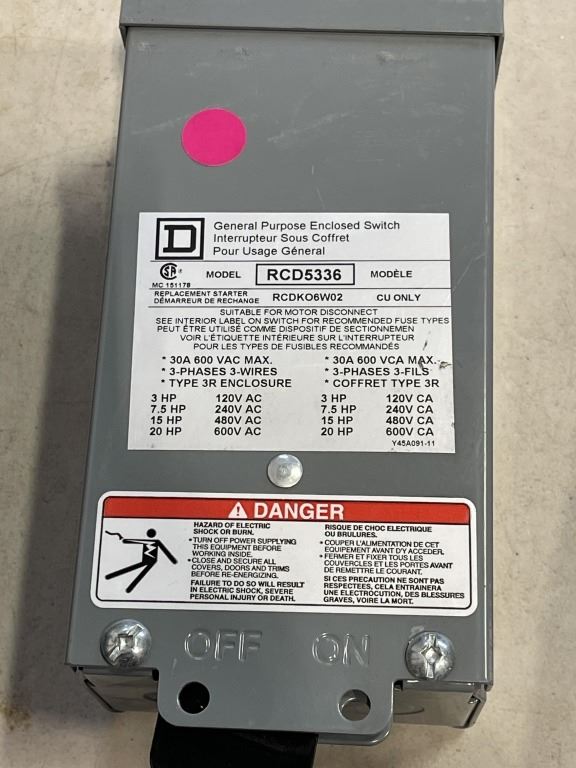 D
General Purpose Enclosed Switch
Interrupteur Sous Coffret
Pour Usage Général
MC 151178
MODEL RCD5336 MODÈLE
REPLACEMENT STARTER
DÉMARREUR DE RECHANGE
RCDKO6W02 CU ONLY
SUITABLE FOR MOTOR DISCONNECT
SEE INTERIOR LABEL ON SWITCH FOR RECOMMENDED FUSE TYPES
PEUT ÊTRE UTILISÉ COMME DISPOSITIF DE SECTIONNEMEN
VOIR L'ÉTIQUETTE INTÉRIEURE SUR L'INTERRUPTEUR
POUR LES TYPES DE FUSIBLES RECOMMANDÉS
* 30A 600 VAC MAX.
* 3-PHASES 3-WIRES
* TYPE 3R ENCLOSURE
3 HP 120V AC
7.5 HP 240V AC
15 HP 480V AC
20 HP 600V AC
* 30A 600 VCA MAX.
* 3-PHASES 3-FILS
* COFFRET TYPE 3R
3 HP 120V CA
7.5 HP 240V CA
15 HP 480V CA
20 HP 600V CA
Y45A091-11
DANGER
HAZARD OF ELECTRIC
SHOCK OR BURN.
• TURN OFF POWER SUPPLYING
THIS EQUIPMENT BEFORE
WORKING INSIDE.
• CLOSE AND SECURE ALL
COVERS, DOORS AND TRIMS
BEFORE RE-ENERGIZING.
FAILURE TO DO SO WILL RESULT
IN ELECTRIC SHOCK, SEVERE
PERSONAL INJURY OR DEATH.
RISQUE DE CHOC ELECTRIQUE
OU BRULURES.
• COUPER L'ALIMENTATION DE CET
EQUIPEMENT AVANT D'Y ACCEDER.
• FERMER ET FIXER TOUS LES
COUVERCLES ET LES PORTES AVANT
DE REMETTRE LE COURANT.
SI CES PRECAUTION NE SONT PAS
RESPECTEES, CELA ENTRAINERA
UNE ELECTROCUTION, DES BLESSURES
GRAVES, VOIRE LA MORT.
OFF ON